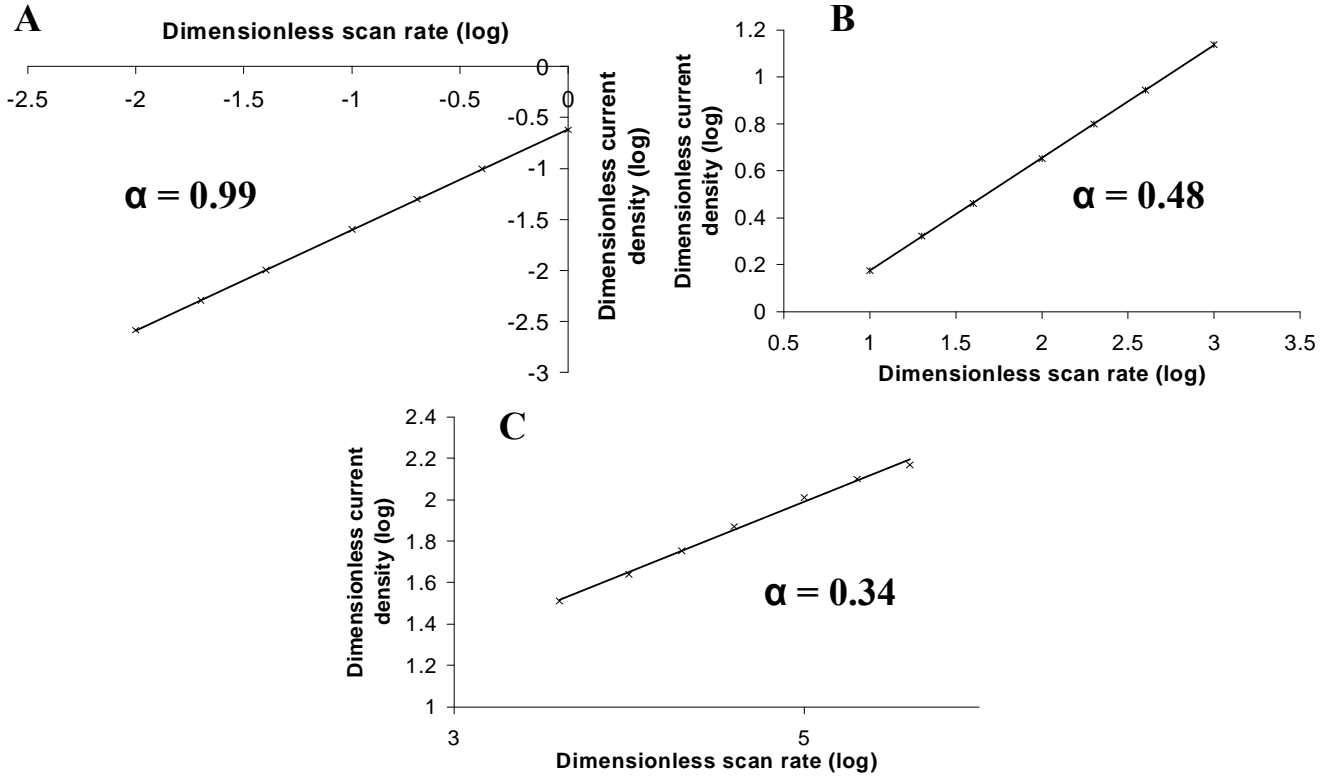 A
Dimensionless scan rate (log)
-2.5
-2
-1.5
-1
-0.5
0
0
-0.5
-1
-1.5
-2
-2.5
-3
Dimensionless current
density (log)
α = 0.99
B
1.2
1
0.8
0.6
0.4
0.2
0
Dimensionless current
density (log)
α = 0.48
0.5
1
1.5
2
2.5
3
3.5
Dimensionless scan rate (log)
C
2.4
2.2
2
1.8
1.6
1.4
1.2
1
Dimensionless current
density (log)
α = 0.34
3
5
Dimensionless scan rate (log)